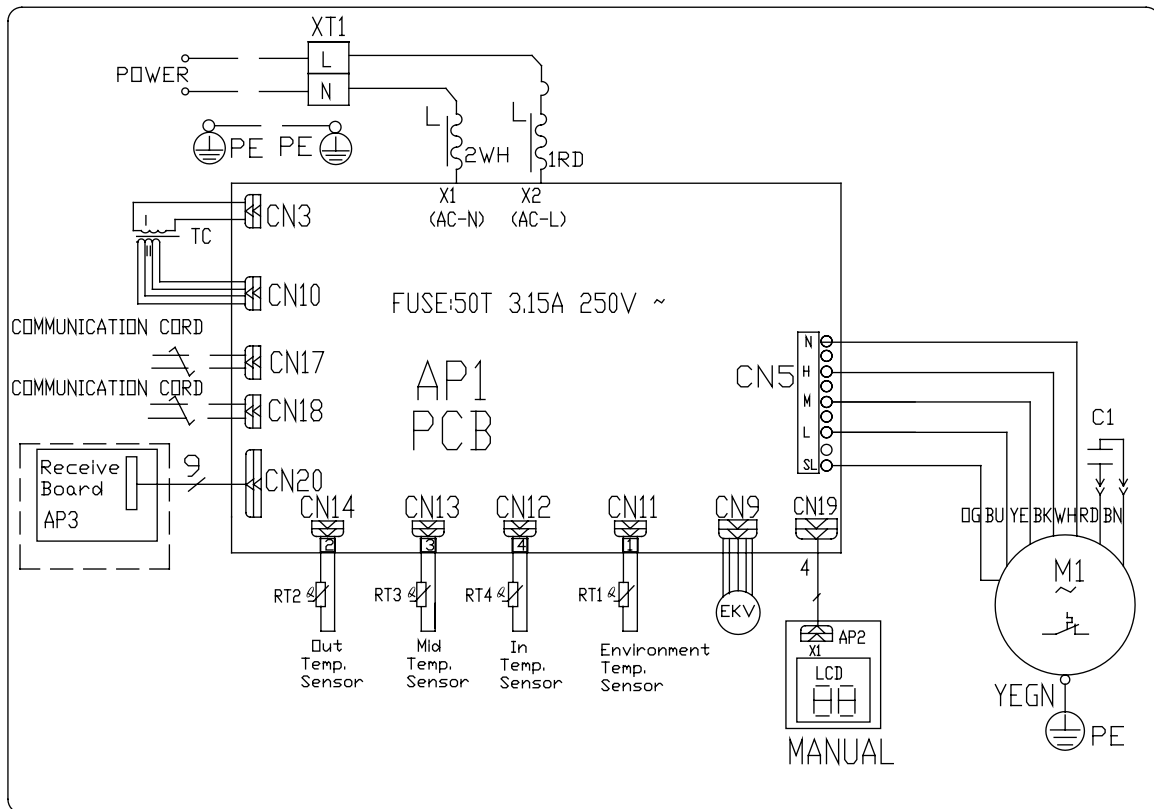 XT1
L
POWER
N
PE PE
L
2WH
L
1RD
X1 X2
(AC-N) (AC-L)
CN3
I
TC
II
CN10
FUSE:50T 3.15A 250V ~
COMMUNICATION CORD
CN17
COMMUNICATION CORD
CN18
AP1
PCB
CN5
N
H
M
L
SL
C1
Receive
Board
AP3
9
CN20
CN14
CN13
CN12
CN11
CN9
CN19
2
3
4
1
4
RT2
RT3
RT4
RT1
EKV
Out
Temp.
Sensor
Mid
Temp.
Sensor
In
Temp.
Sensor
Environment
Temp.
Sensor
AP2
X1
LCD
88
MANUAL
OG BU YE BK WH RD BN
M1
~
YEGN
PE